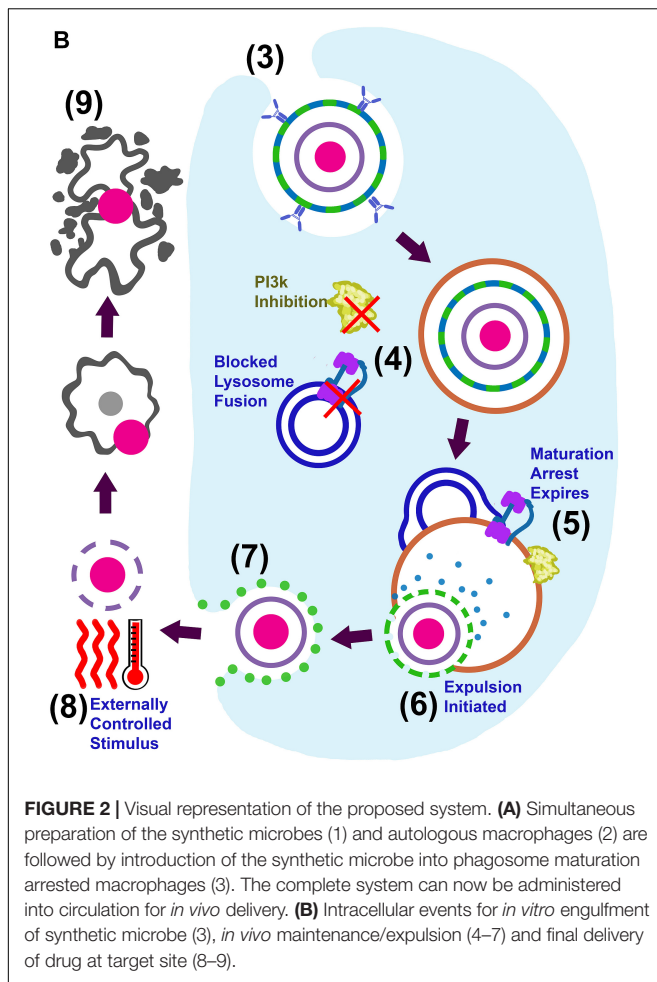 B
(3)
(9)
PI3k
Inhibition
(4)
Blocked
Lysosome
Fusion
Maturation
Arrest
Expires
(5)
(7)
(6)
Expulsion
Initiated
(8)
Externally
Controlled
Stimulus
FIGURE 2 | Visual representation of the proposed system. (A) Simultaneous
preparation of the synthetic microbes (1) and autologous macrophages (2) are
followed by introduction of the synthetic microbe into phagosome maturation
arrested macrophages (3). The complete system can now be administered
into circulation for in vivo delivery. (B) Intracellular events for in vitro engulfment
of synthetic microbe (3), in vivo maintenance/expulsion (4–7) and final delivery
of drug at target site (8–9).